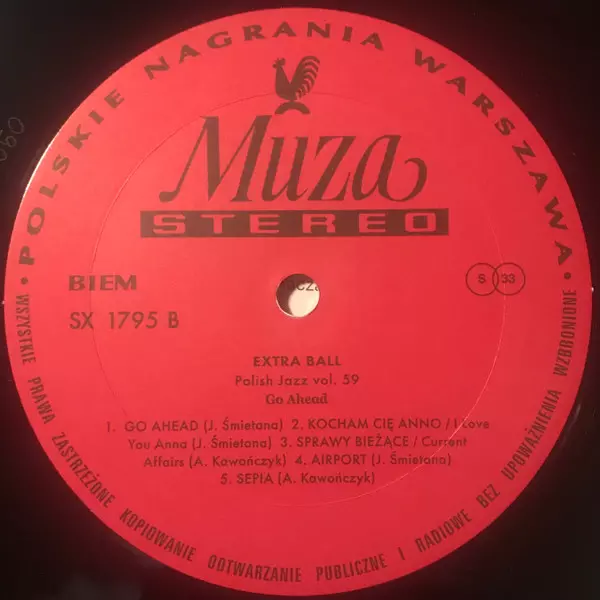 • POLSKIE NAGRANIA WARSZAWA •
Muza
STEREO
BIEM
SX 1795 B
S 33
EXTRA BALL
Polish Jazz vol. 59
Go Ahead
1. GO AHEAD (J. Śmietana) 2. KOCHAM CIĘ ANNO / I Love
You Anna (J. Śmietana) 3. SPRAWY BIEŻĄCE / Current
Affairs (A. Kawończyk) 4. AIRPORT (J. Śmietana)
5. SEPIA (A. Kawończyk)
WSZYSTKIE PRAWA ZASTRZEŻONE KOPIOWANIE ODTWARZANIE PUBLICZNE I RADIOWE BEZ UPOWAŻNIENIA WZBRONIONE